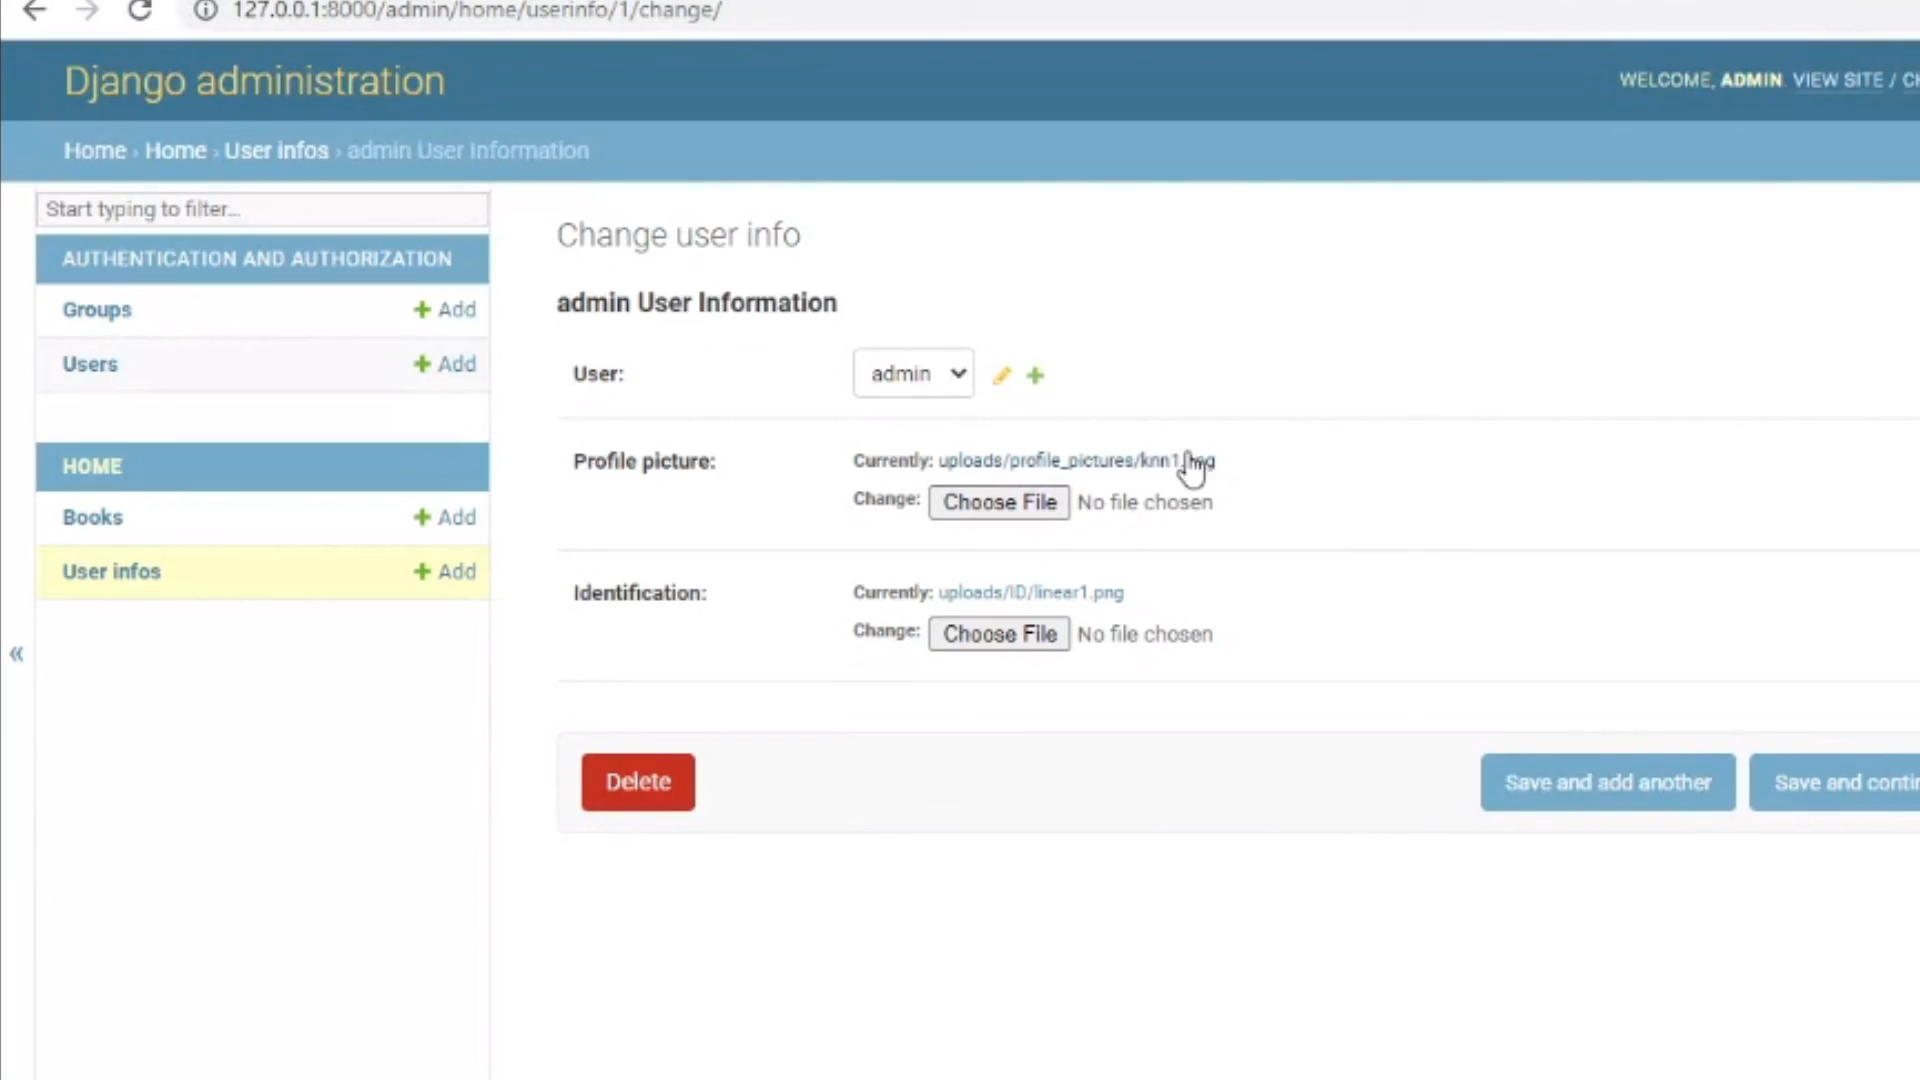 127.0.0.1:8000/admin/home/userinfo/1/change/
Django administration
WELCOME, ADMIN VIEW SITE /
Home › Home › User infos › admin User Information
Start typing to filter...
AUTHENTICATION AND AUTHORIZATION
Groups + Add
Users + Add
HOME
Books + Add
User infos + Add
«
Change user info
admin User Information
User: admin
Profile picture: Currently:
Change: Choose File No file chosen
Identification: Currently: uploads/ID/linear1.png
Change: Choose File No file chosen
Delete
Save and add another
Save and